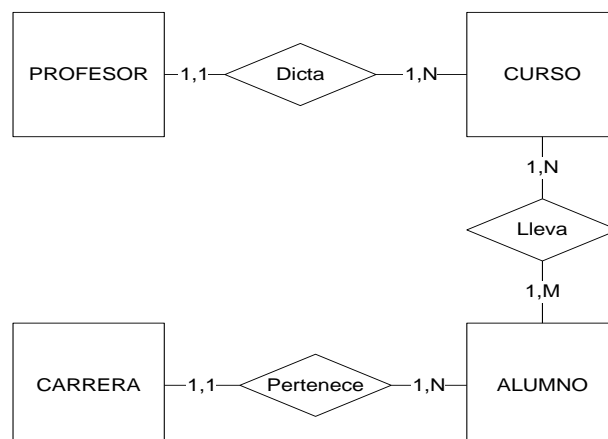 PROFESOR 1,1 Dicta 1,N CURSO
1,N
Lleva
1,M
CARRERA 1,1 Pertenece 1,N ALUMNO